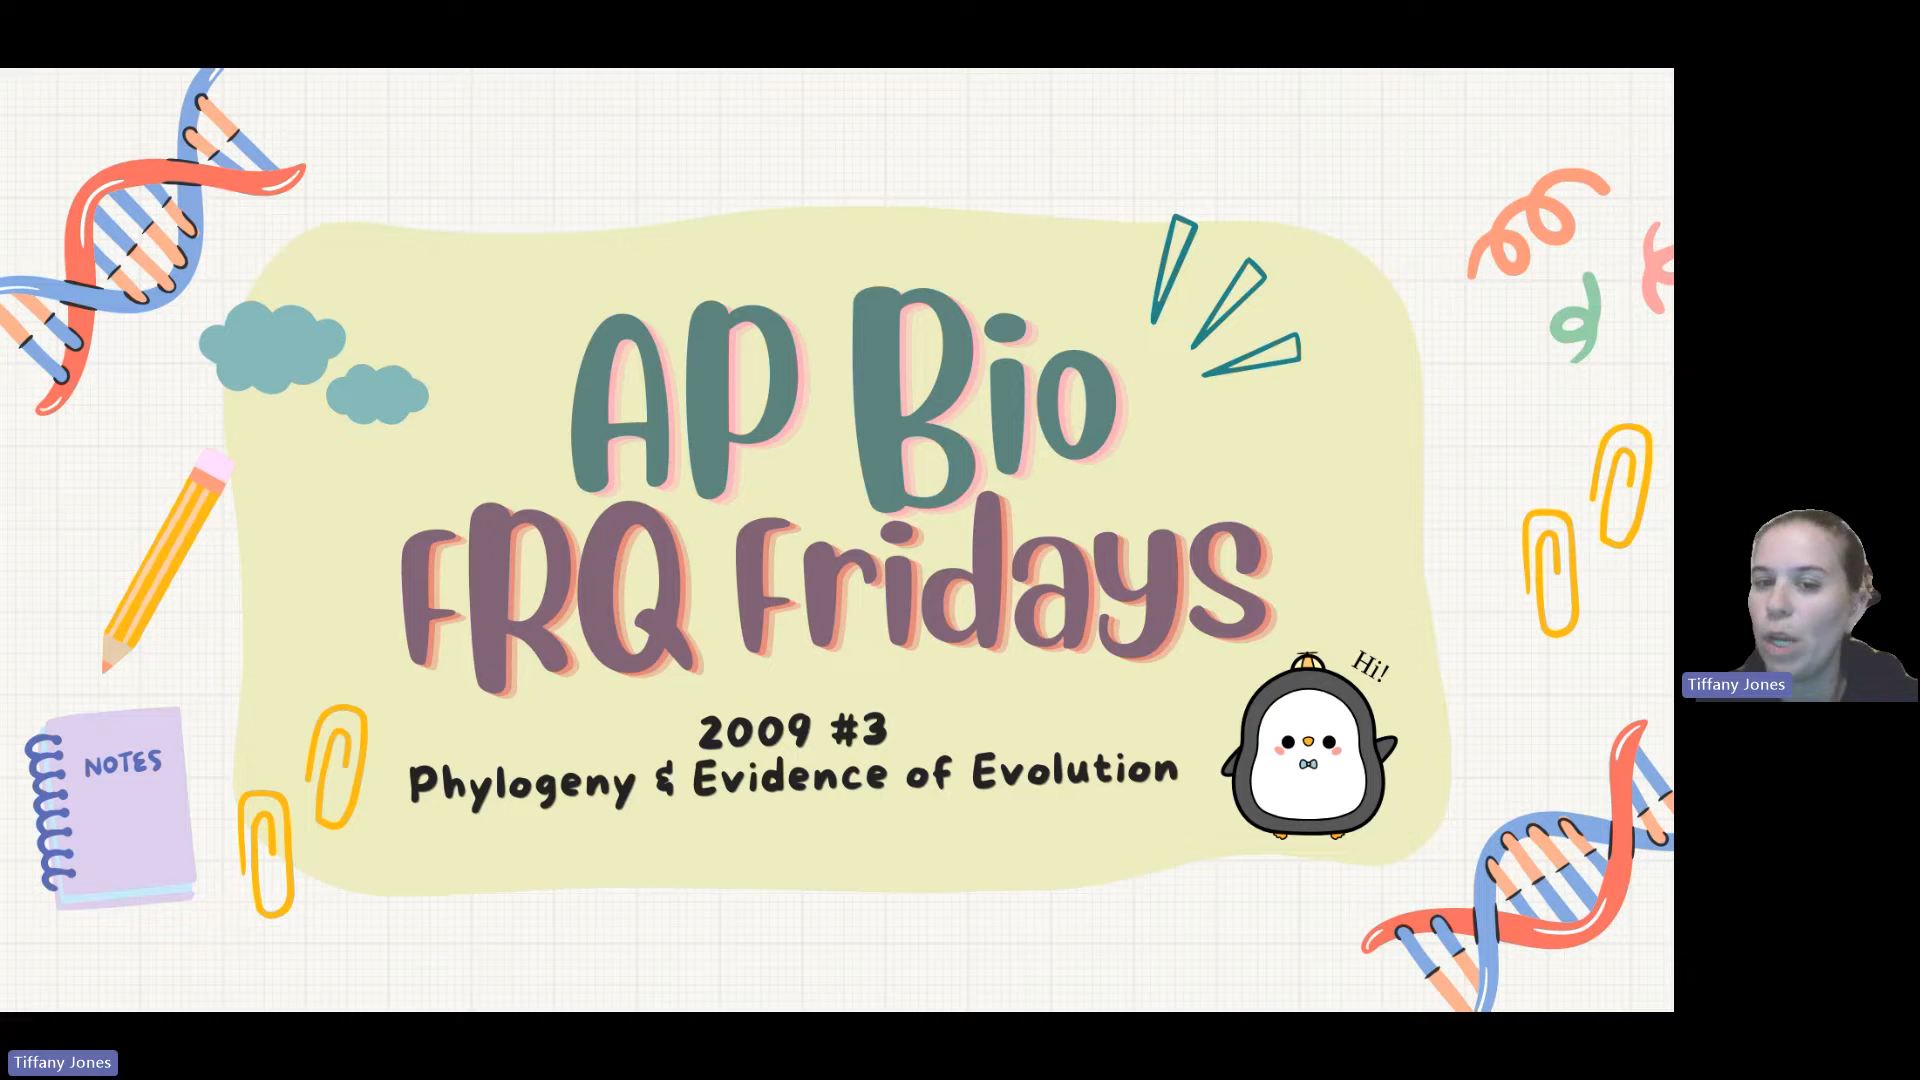 AP Bio
FRQ Fridays
2009 #3
Phylogeny & Evidence of Evolution
Hi!
NOTES
Tiffany Jones
Tiffany Jones